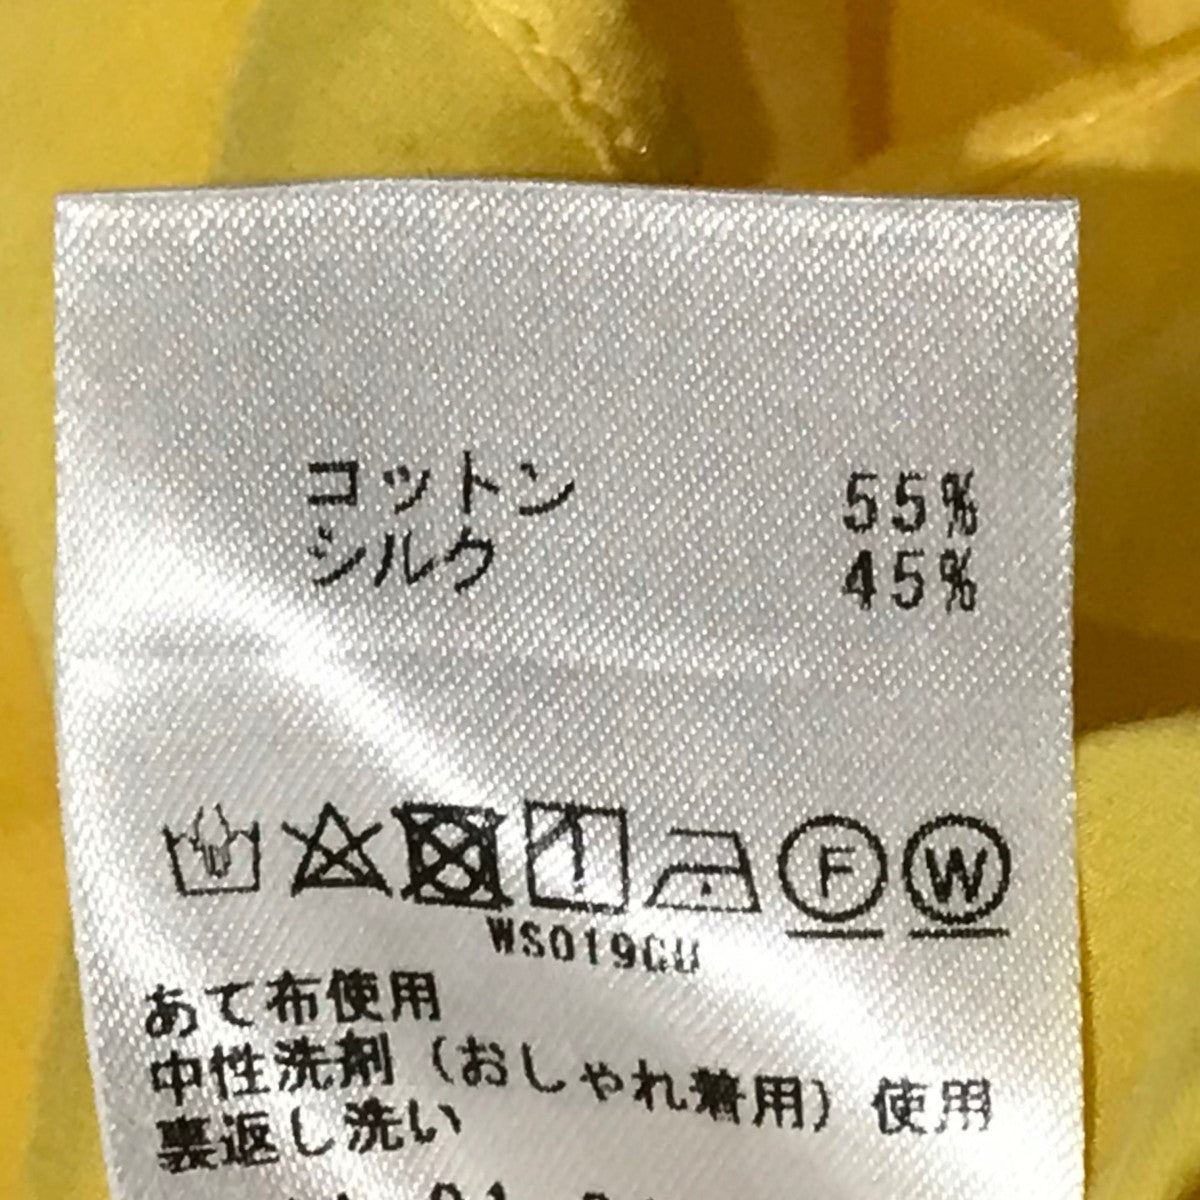 コットン 55%
シルク 45%
F W
WS019GU
あて布使用
中性洗剤（おしゃれ着用）使用
裏返し洗い